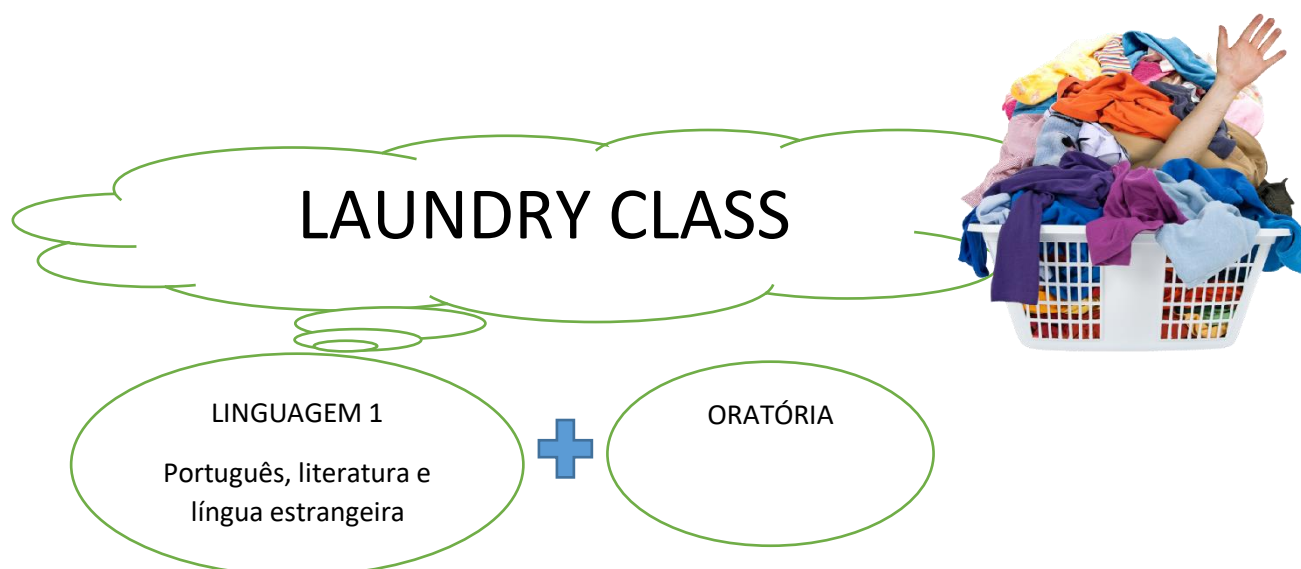 LAUNDRY CLASS
LINGUAGEM 1
Português, literatura e
língua estrangeira
ORATÓRIA